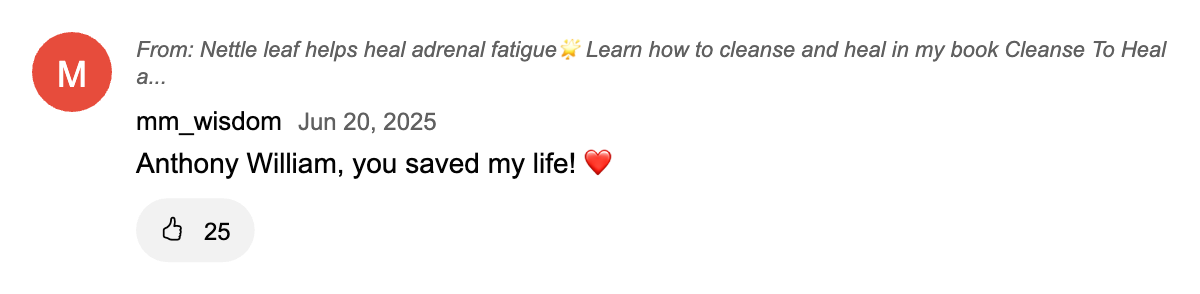 M
From: Nettle leaf helps heal adrenal fatigue🌟 Learn how to cleanse and heal in my book Cleanse To Heal
a...
mm_wisdom Jun 20, 2025
Anthony William, you saved my life! ❤️
25